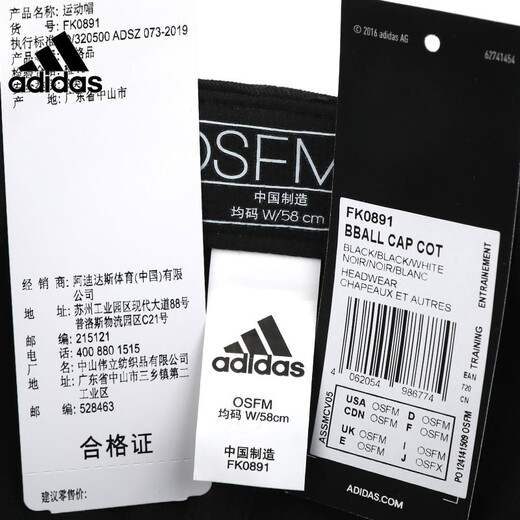 产品名称: 运动帽
货 号: FK0891
/320500 ADSZ 073-2019
adidas
广东省中山市
经 销 商: 阿迪达斯体育(中国)有限
公司
地 址: 苏州工业园区现代大道88号
普洛斯物流园区C21号
邮 编: 215121
电 话: 400 880 1515
工 厂: 中山伟立纺织品有限公司
地 址: 广东省中山市三乡镇第二
工业区
邮 编: 528463
合格证
建议零售价:
OSFM
中国制造
均码 W/58 cm
adidas
OSFM
均码 W/58cm
中国制造
FK0891
© 2016 adidas AG
62741454
FK0891
BBALL CAP COT
BLACK/BLACK/WHITE
NOIR/NOIR/BLANC
HEADWEAR
CHAPEAUX ET AUTRES
TRAINING
ENTRAINEMENT
4 062054 986774
EAN
720
CN
ASSMCV05
PO 0124141509 OSFM
USA OSFM D OSFM
CDN OSFM F OSFM
UK OSFM I OSFM
E OSFM J OSFX
ADIDAS.COM